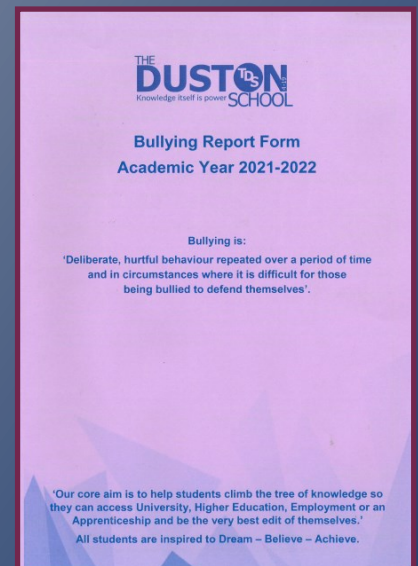 THE
DUSTON
TDS
Knowledge itself is power SCHOOL
Bullying Report Form
Academic Year 2021-2022
Bullying is:
‘Deliberate, hurtful behaviour repeated over a period of time
and in circumstances where it is difficult for those
being bullied to defend themselves’.
‘Our core aim is to help students climb the tree of knowledge so
they can access University, Higher Education, Employment or an
Apprenticeship and be the very best edit of themselves.’
All students are inspired to Dream – Believe – Achieve.